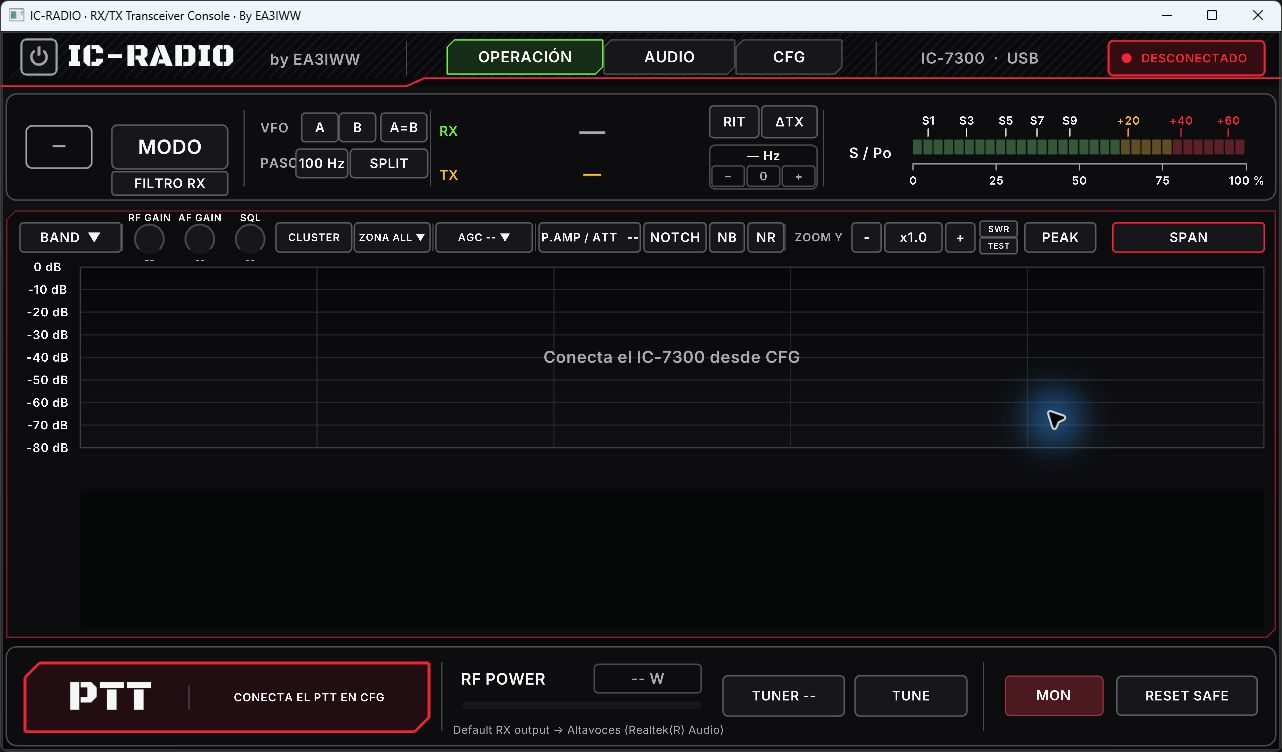 IC-RADIO · RX/TX Transceiver Console · By EA3IWW
IC-RADIO by EA3IWW OPERACIÓN AUDIO CFG IC-7300 · USB DESCONECTADO
— MODO
FILTRO RX
VFO A B A=B
PASO 100 Hz SPLIT
RX —
TX —
RIT ΔTX
— Hz
- 0 +
S / Po
S1 S3 S5 S7 S9 +20 +40 +60
0 25 50 75 100 %
RF GAIN AF GAIN SQL
BAND ▼ CLUSTER ZONA ALL ▼ AGC -- ▼ P.AMP / ATT -- NOTCH NB NR ZOOM Y - x1.0 + SWR TEST PEAK SPAN
-- -- --
0 dB
-10 dB
-20 dB
-30 dB
-40 dB
-50 dB
-60 dB
-70 dB
-80 dB
Conecta el IC-7300 desde CFG
PTT CONECTA EL PTT EN CFG
RF POWER -- W
Default RX output → Altavoces (Realtek(R) Audio)
TUNER -- TUNE MON RESET SAFE